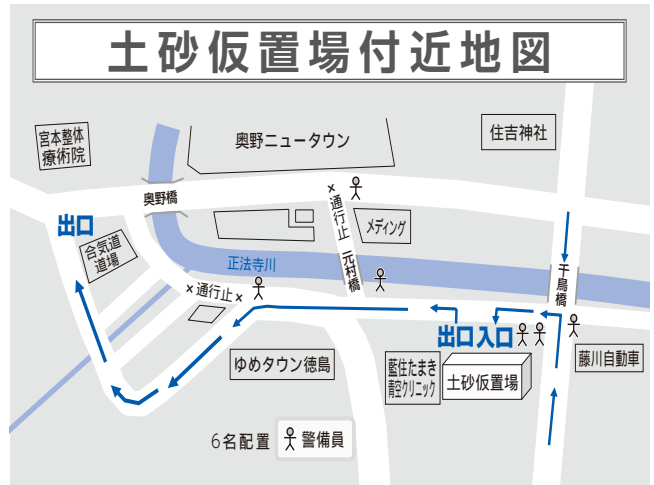 土砂仮置場付近地図
宮本整体
療術院
奥野ニュータウン
住吉神社
奥野橋
×通行止
出口
メディング
合気道
道場
正法寺川
元村橋
千鳥橋
×通行止×
出口
入口
藤川自動車
ゆめタウン徳島
藍住たまき
青空クリニック
土砂仮置場
6名配置
警備員